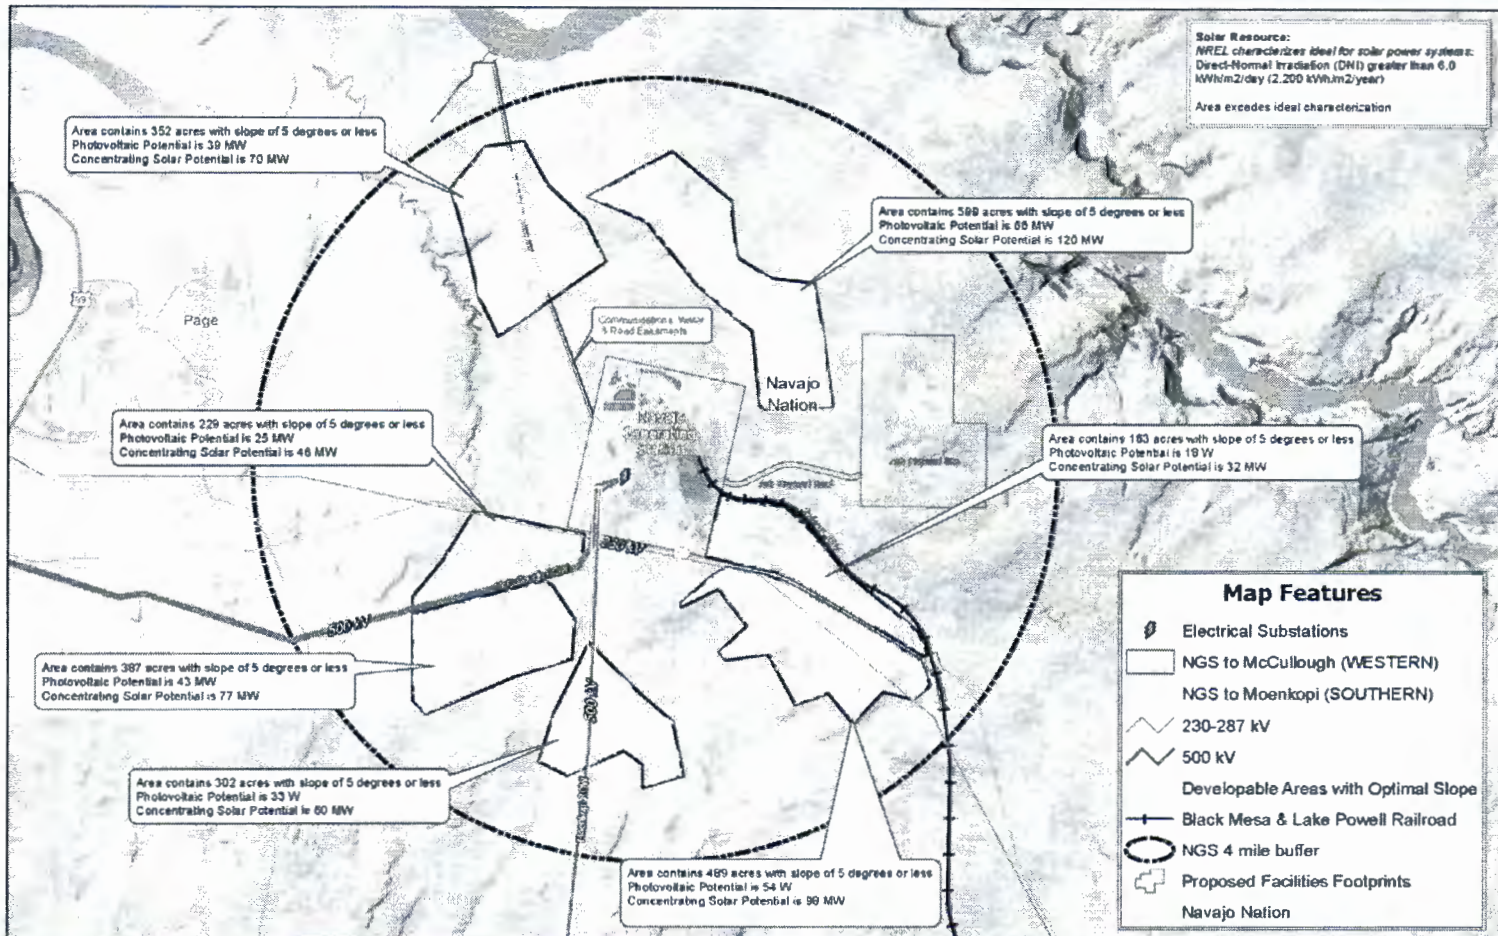 Solar Resource:
NREL characterizes ideal for solar power systems:
Direct-Normal Irradiation (DNI) greater than 6.0
kWh/m2/day (2,200 kWh/m2/year)
Area excedes ideal characterization
Area contains 352 acres with slope of 5 degrees or less
Photovoltaic Potential is 39 MW
Concentrating Solar Potential is 70 MW
Area contains 599 acres with slope of 5 degrees or less
Photovoltaic Potential is 66 MW
Concentrating Solar Potential is 120 MW
Page
Communications, Water
& Road Easements
Navajo
Nation
Navajo
Generating
Area contains 229 acres with slope of 5 degrees or less
Photovoltaic Potential is 25 MW
Concentrating Solar Potential is 46 MW
Area contains 163 acres with slope of 5 degrees or less
Photovoltaic Potential is 18 W
Concentrating Solar Potential is 32 MW
500 kV
Area contains 387 acres with slope of 5 degrees or less
Photovoltaic Potential is 43 MW
Concentrating Solar Potential is 77 MW
500 kV
Area contains 302 acres with slope of 5 degrees or less
Photovoltaic Potential is 33 W
Concentrating Solar Potential is 60 MW
Area contains 489 acres with slope of 5 degrees or less
Photovoltaic Potential is 54 W
Concentrating Solar Potential is 98 MW
Map Features
Electrical Substations
NGS to McCullough (WESTERN)
NGS to Moenkopi (SOUTHERN)
230-287 kV
500 kV
Developable Areas with Optimal Slope
Black Mesa & Lake Powell Railroad
NGS 4 mile buffer
Proposed Facilities Footprints
Navajo Nation